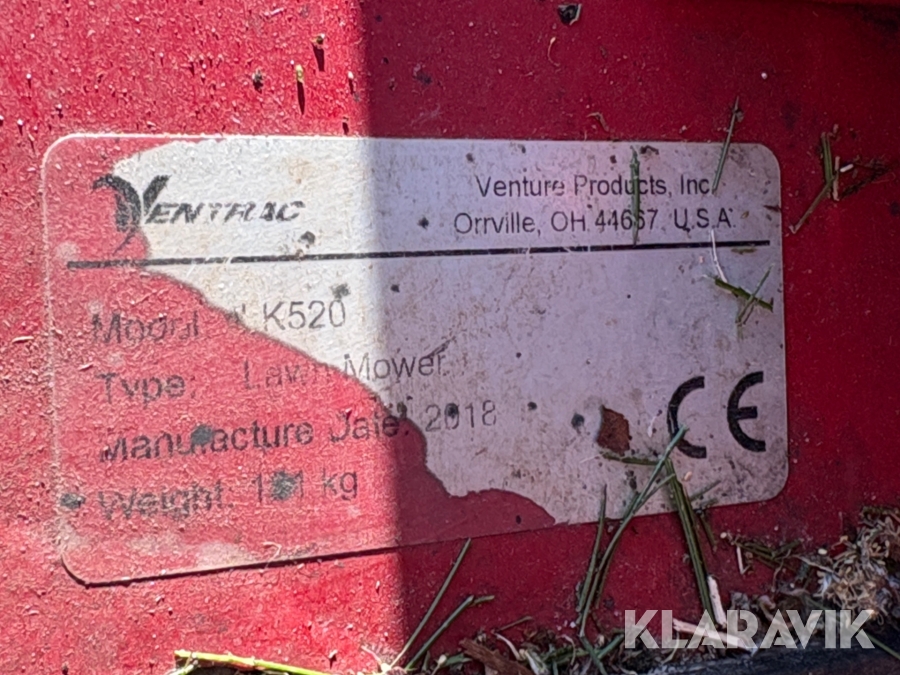 VENTRAC
Venture Products, Inc.
Orrville, OH 44667 U.S.A.
Model # K520
Type: Lawn Mower
Manufacture Date: 2018
Weight: kg
CE
KLARAVIK